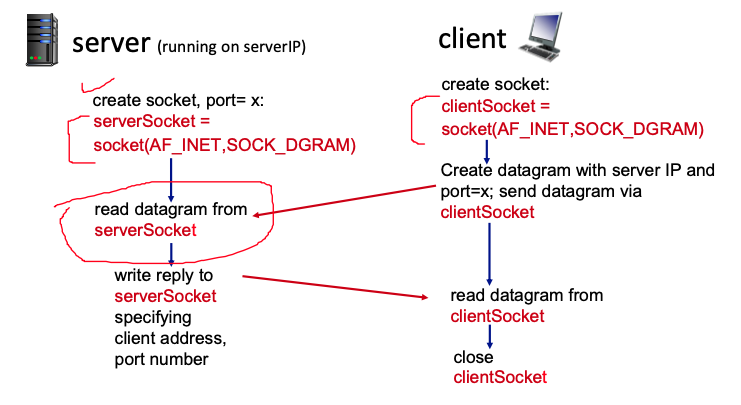 server (running on serverIP)
create socket, port= x:
serverSocket =
socket(AF_INET,SOCK_DGRAM)
read datagram from
serverSocket
write reply to
serverSocket
specifying
client address,
port number
client
create socket:
clientSocket =
socket(AF_INET,SOCK_DGRAM)
Create datagram with server IP and
port=x; send datagram via
clientSocket
read datagram from
clientSocket
close
clientSocket